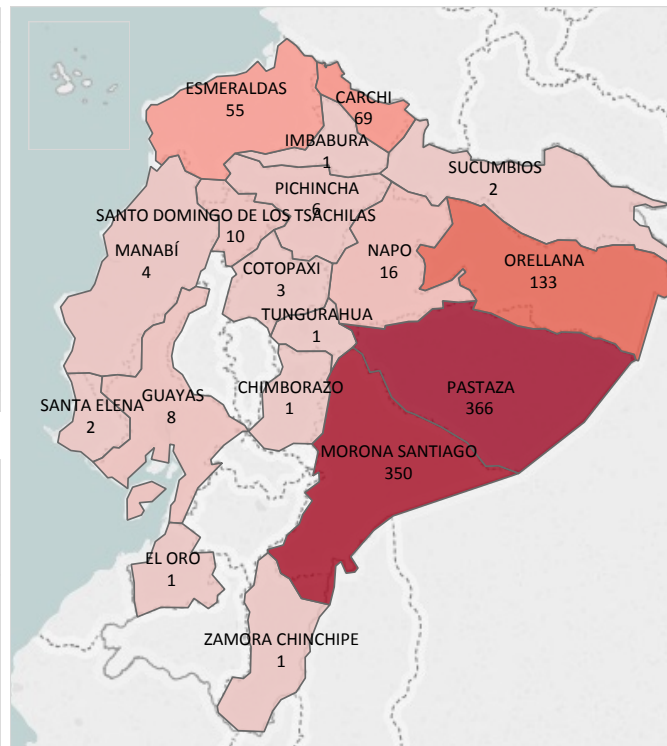 ESMERALDAS
55
CARCHI
69
IMBABURA
1
SUCUMBIOS
2
PICHINCHA
6
SANTO DOMINGO DE LOS TSACHILAS
10
MANABÍ
4
NAPO
16
COTOPAXI
3
ORELLANA
133
TUNGURAHUA
1
CHIMBORAZO
1
PASTAZA
366
GUAYAS
8
SANTA ELENA
2
MORONA SANTIAGO
350
EL ORO
1
ZAMORA CHINCHIPE
1